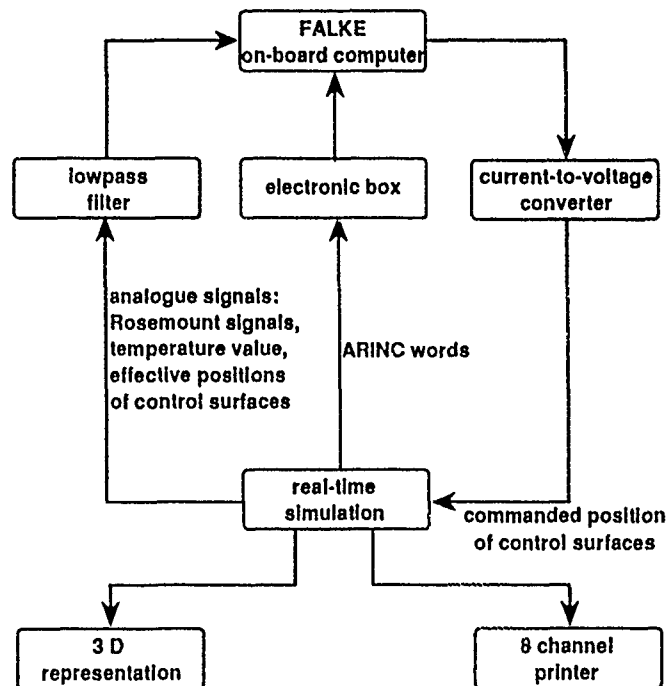 FALKE
on-board computer
lowpass
filter
electronic box
current-to-voltage
converter
analogue signals:
Rosemount signals,
temperature value,
effective positions
of control surfaces
ARINC words
real-time
simulation
commanded position
of control surfaces
3 D
representation
8 channel
printer